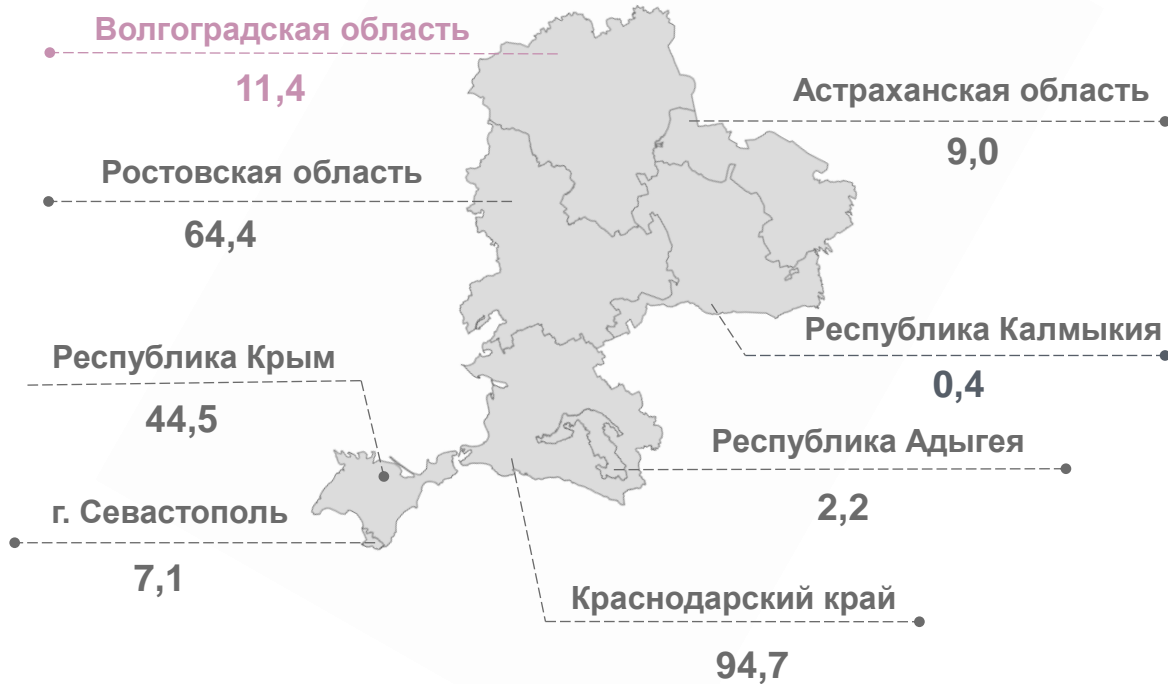 Волгоградская область
11,4
Астраханская область
9,0
Ростовская область
64,4
Республика Калмыкия
0,4
Республика Крым
44,5
Республика Адыгея
2,2
г. Севастополь
7,1
Краснодарский край
94,7